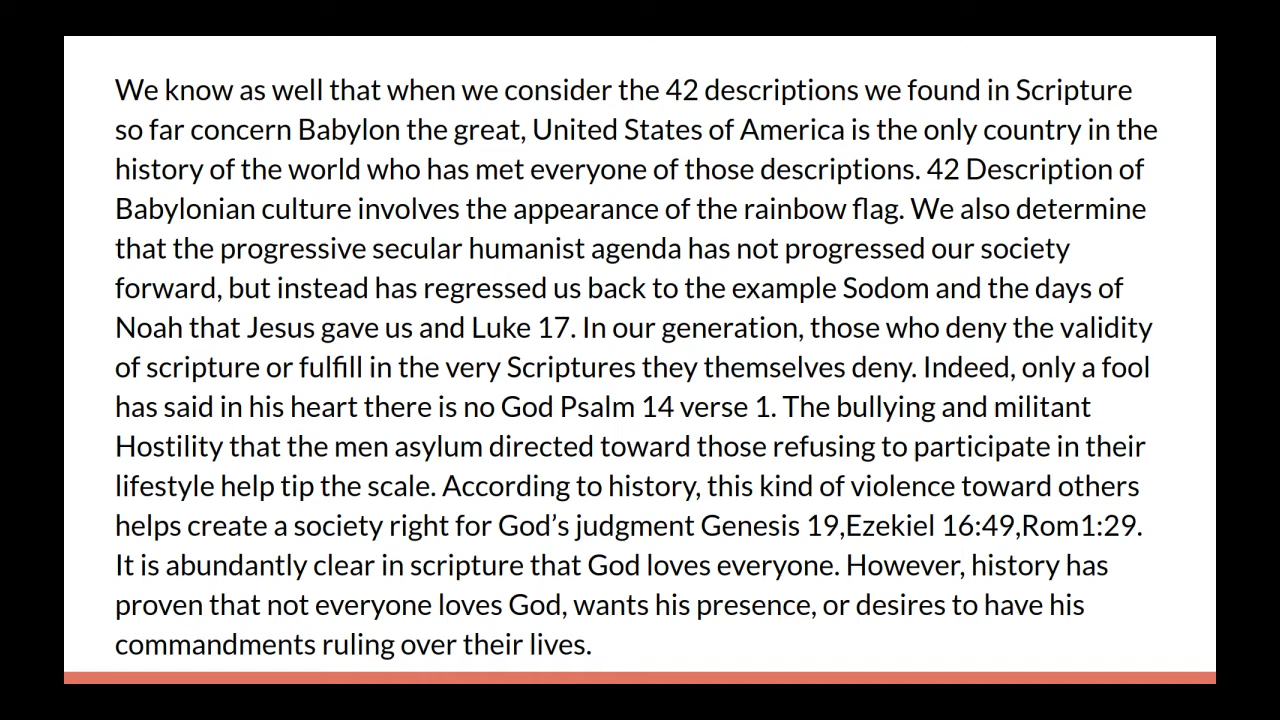 We know as well that when we consider the 42 descriptions we found in Scripture
so far concern Babylon the great, United States of America is the only country in the
history of the world who has met everyone of those descriptions. 42 Description of
Babylonian culture involves the appearance of the rainbow flag. We also determine
that the progressive secular humanist agenda has not progressed our society
forward, but instead has regressed us back to the example Sodom and the days of
Noah that Jesus gave us and Luke 17. In our generation, those who deny the validity
of scripture or fulfill in the very Scriptures they themselves deny. Indeed, only a fool
has said in his heart there is no God Psalm 14 verse 1. The bullying and militant
Hostility that the men asylum directed toward those refusing to participate in their
lifestyle help tip the scale. According to history, this kind of violence toward others
helps create a society right for God’s judgment Genesis 19,Ezekiel 16:49,Rom1:29.
It is abundantly clear in scripture that God loves everyone. However, history has
proven that not everyone loves God, wants his presence, or desires to have his
commandments ruling over their lives.